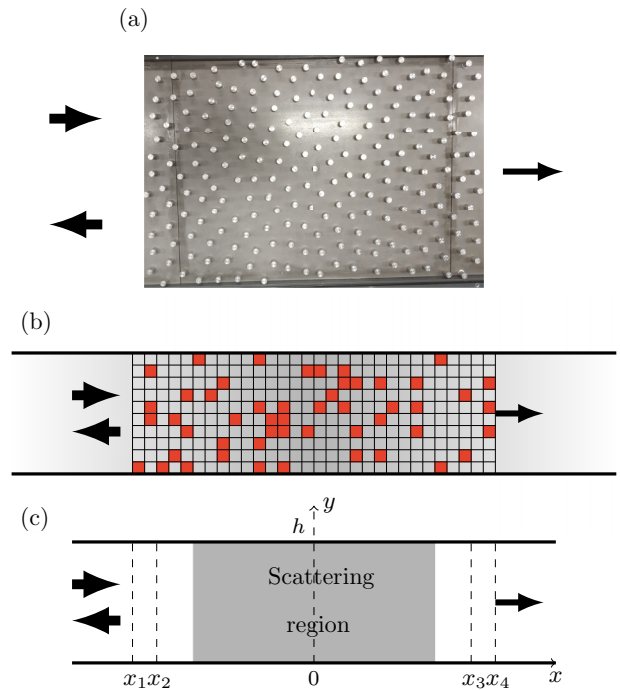 (a)
(b)
(c)
y
h
Scattering
region
x₁x₂ 0 x₃x₄ x